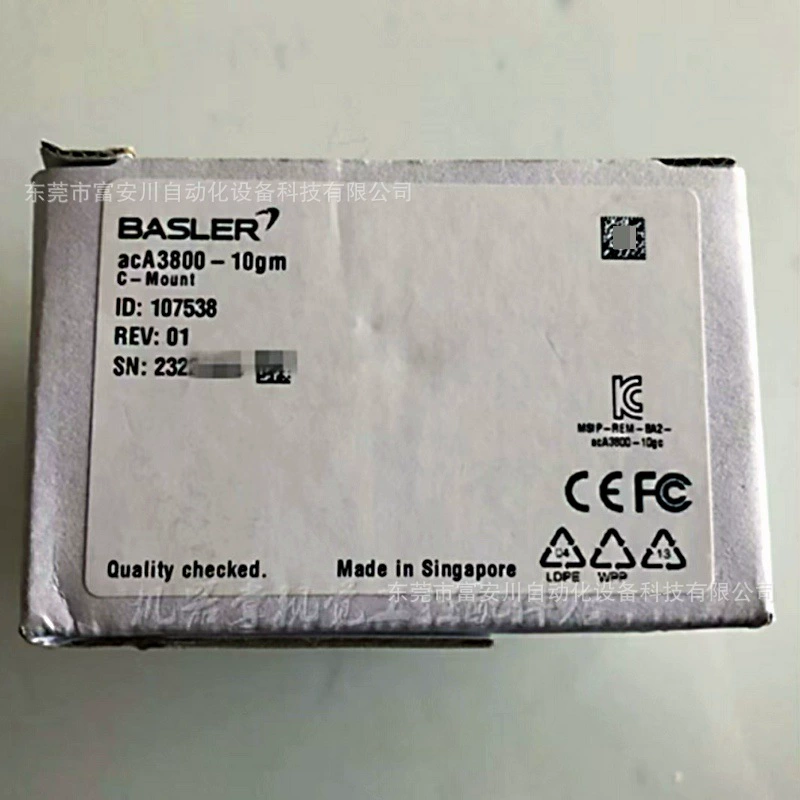 东莞市富安川自动化设备科技有限公司
BASLER
acA3800-10gm
C-Mount
ID: 107538
REV: 01
SN: 232
MSIP-REM-BA2-
acA3800-10gc
CE FC
04 13
LDPE WPP
Quality checked. Made in Singapore
东莞市富安川自动化设备科技有限公司
机器